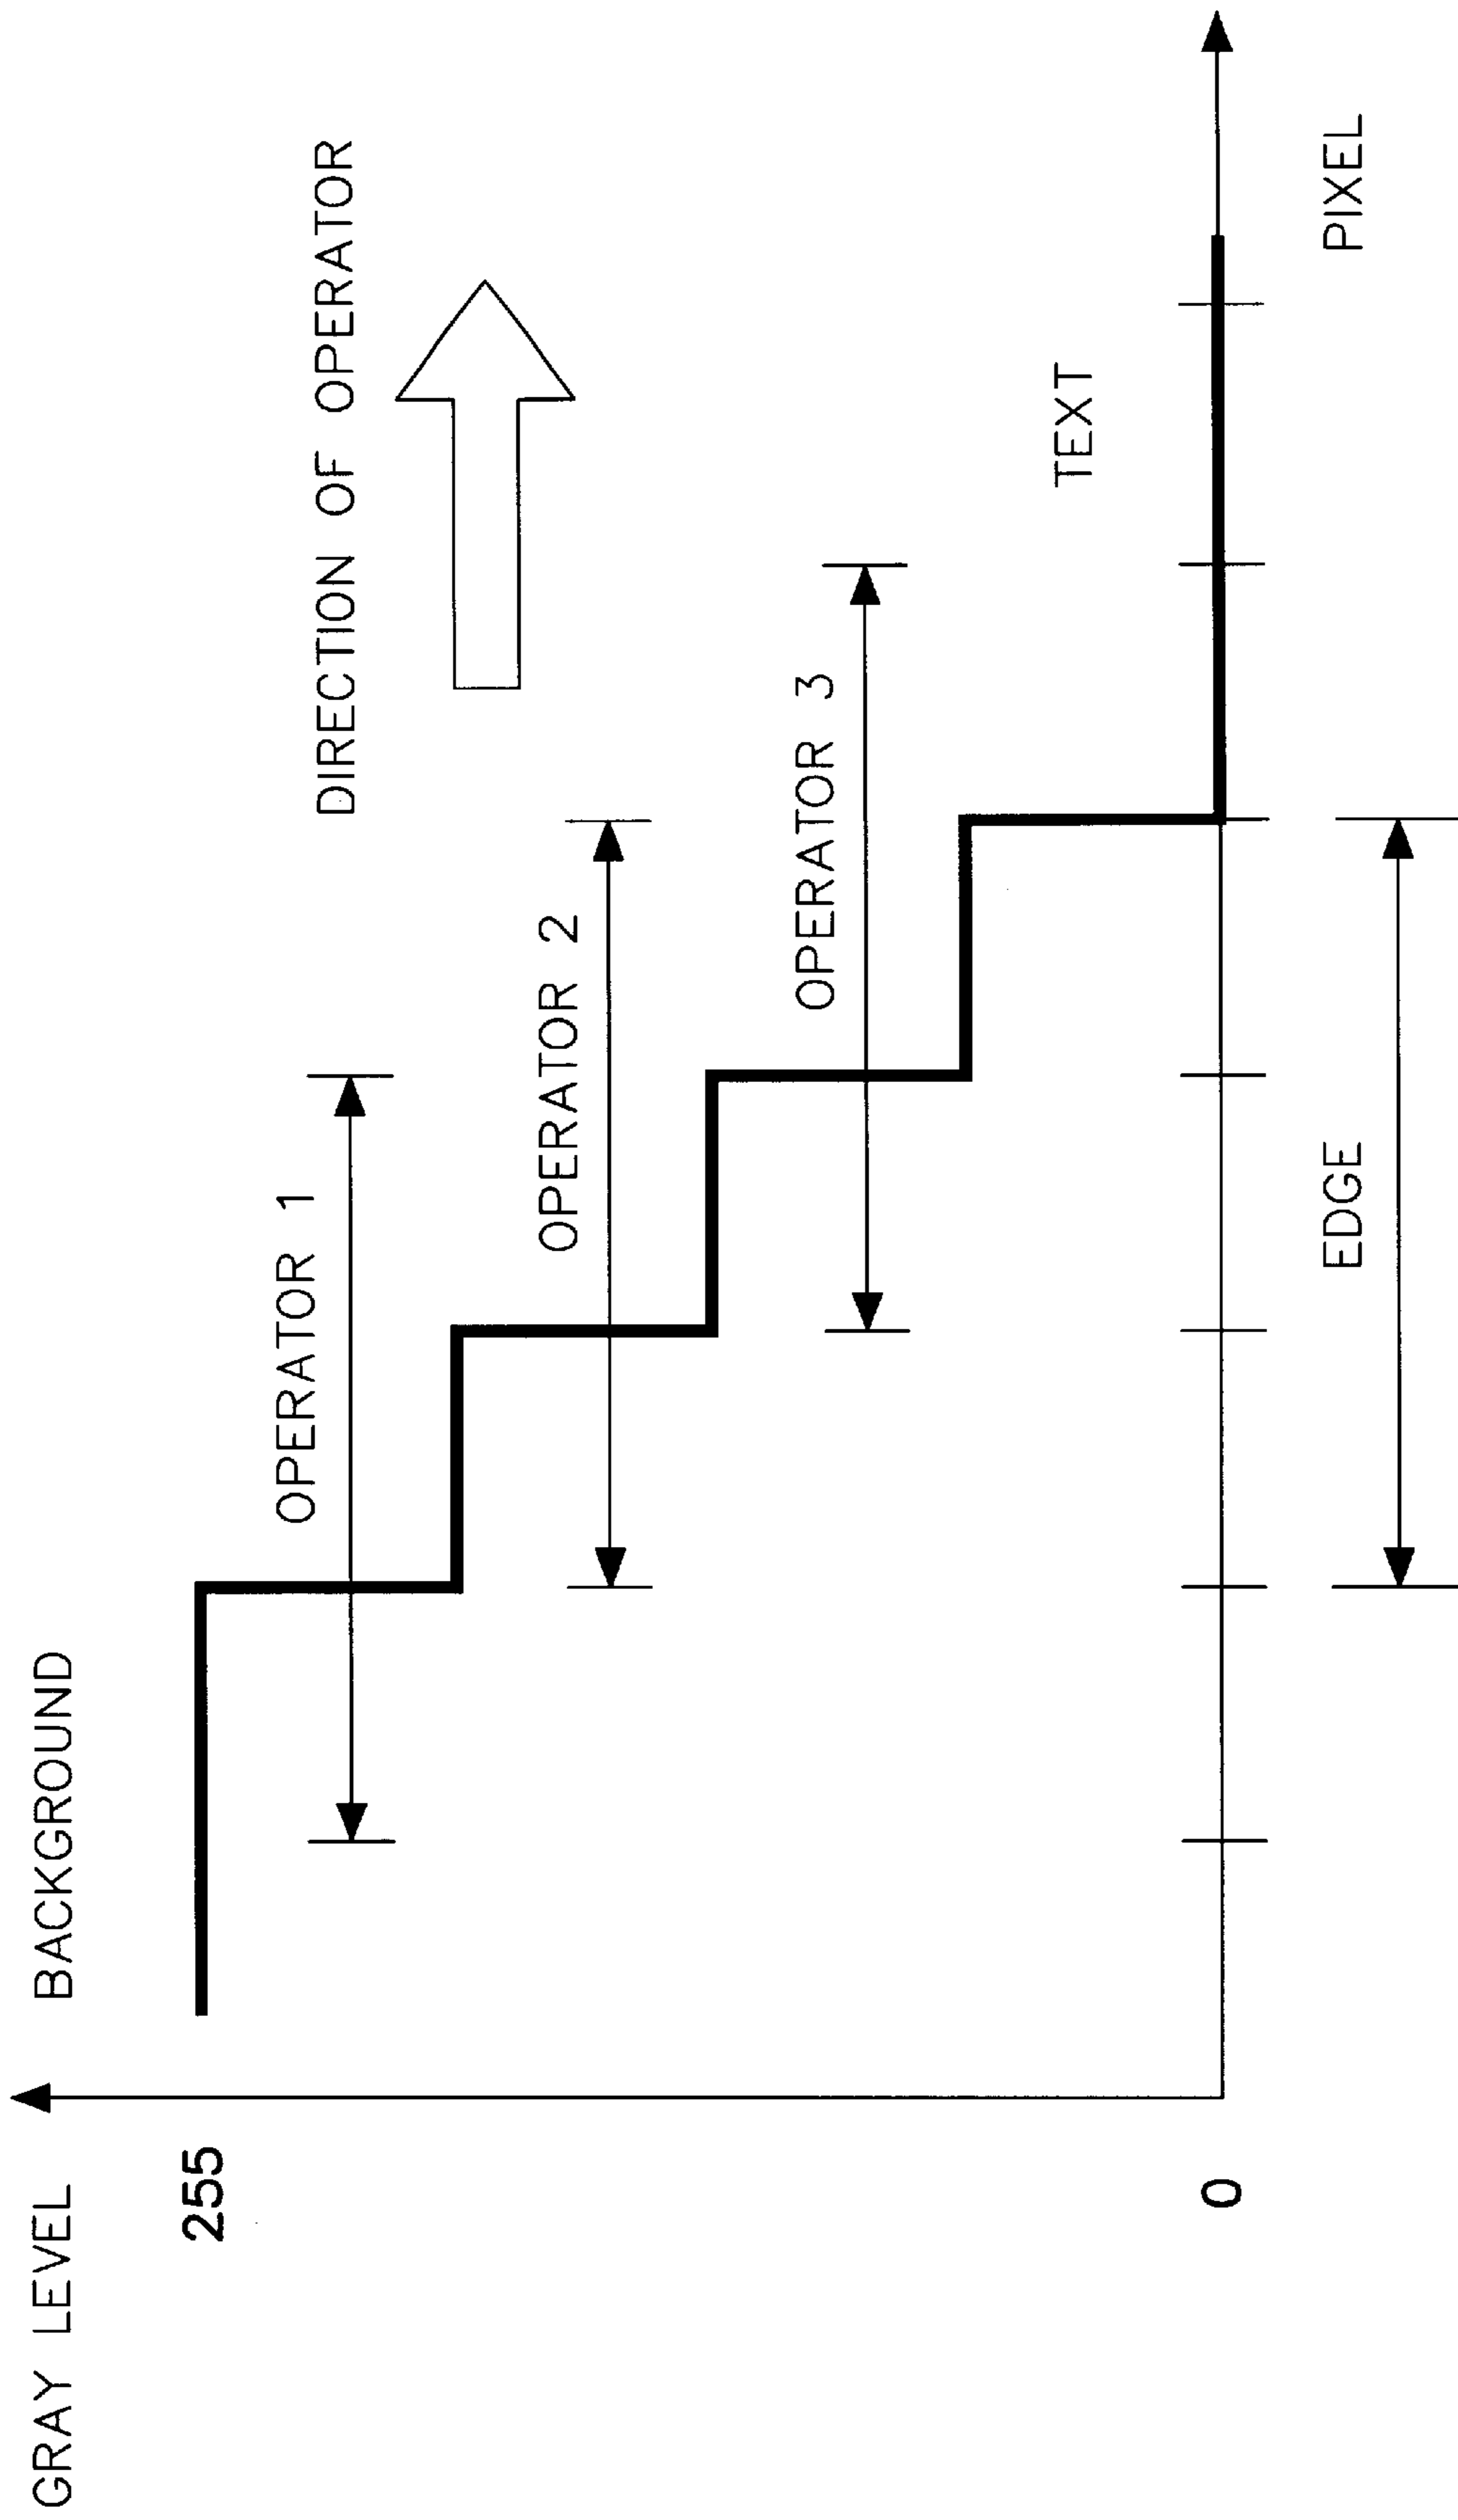 GRAY LEVEL
BACKGROUND
255
DIRECTION OF OPERATOR
OPERATOR 1
OPERATOR 2
OPERATOR 3
TEXT
0
EDGE
PIXEL